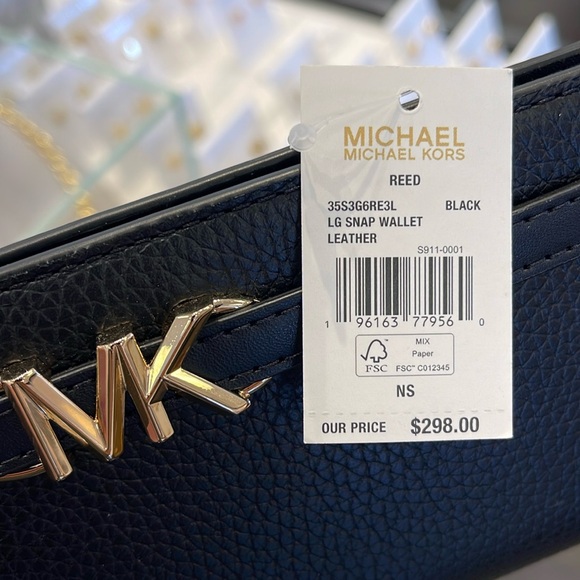 MICHAEL
MICHAEL KORS
REED
35S3G6RE3L BLACK
LG SNAP WALLET
LEATHER
S911-0001
1 96163 77956 0
FSC
MIX
Paper
FSC™ C012345
NS
OUR PRICE $298.00
MK